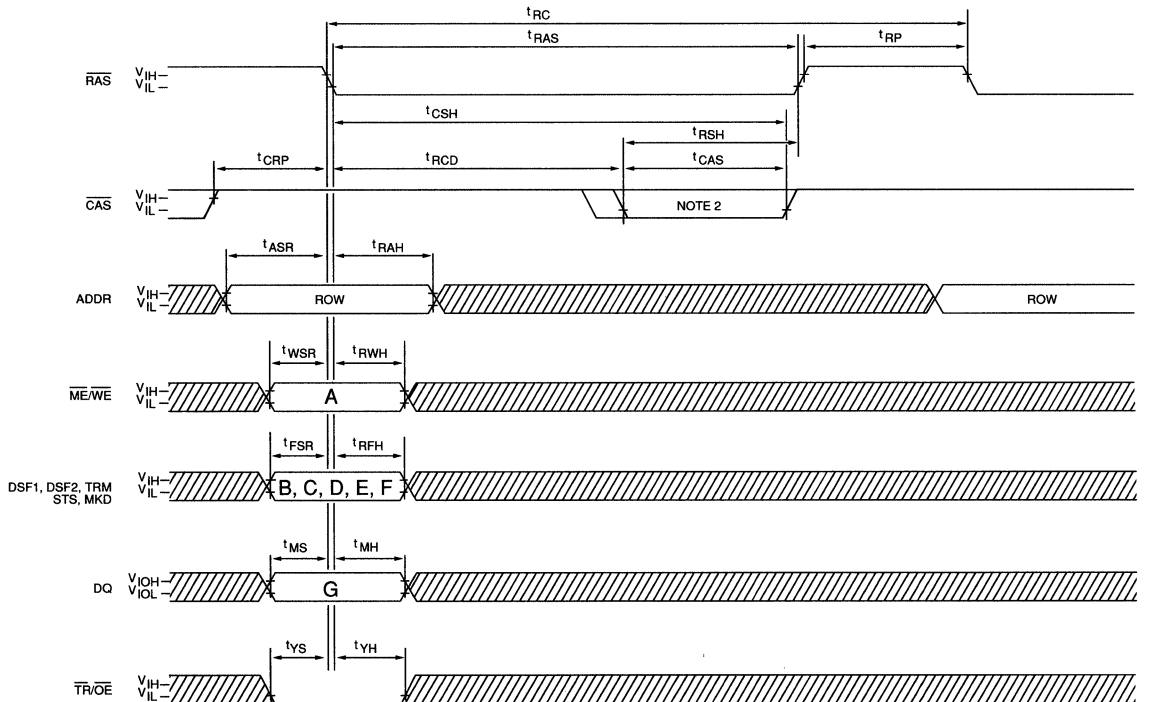 tRC
tRAS
tRP
RAS
VIH
VIL
tCSH
tRSH
tCRP
tRCD
tCAS
CAS
VIH
VIL
NOTE 2
tASR
tRAH
ADDR
VIH
VIL
ROW
ROW
tWSR
tRWH
ME/WE
VIH
VIL
A
tFSR
tRFH
DSF1, DSF2, TRM
STS, MKD
VIH
VIL
B, C, D, E, F
tMS
tMH
DQ
VIOH
VIOL
G
tYS
tYH
TR/OE
VIH
VIL